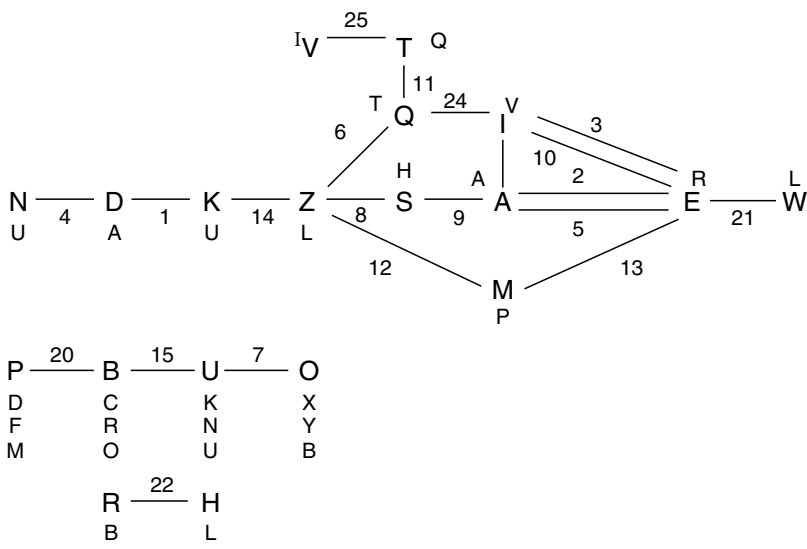 25
I V T Q
11
T Q 24 I V
6 3
H 10
A 2 R L
N 4 D 1 K 14 Z 8 S 9 A E 21 W
U A U L 5
12 13
M
P
20 15 7
P B U O
D C K X
F R N Y
M O U B
22
R H
B L